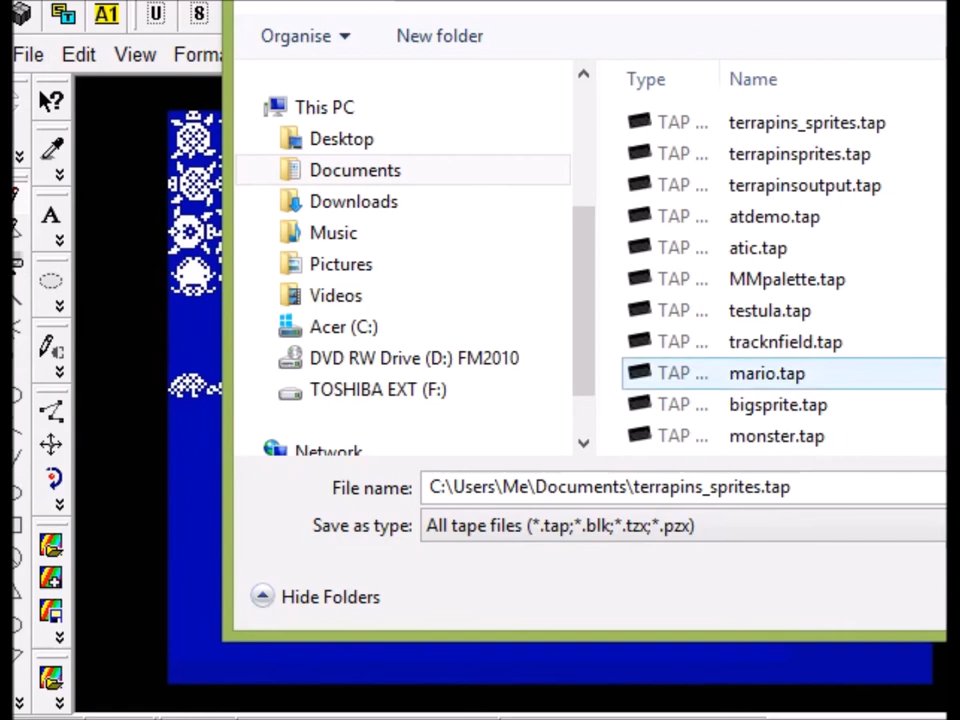 A1 U 8
File Edit View Forma
A
Organise New folder
This PC
Desktop
Documents
Downloads
Music
Pictures
Videos
Acer (C:)
DVD RW Drive (D:) FM2010
TOSHIBA EXT (F:)
Network
Type Name
TAP ... terrapins_sprites.tap
TAP ... terrapinsprites.tap
TAP ... terrapinsoutput.tap
TAP ... atdemo.tap
TAP ... atic.tap
TAP ... MMpalette.tap
TAP ... testula.tap
TAP ... tracknfield.tap
TAP ... mario.tap
TAP ... bigsprite.tap
TAP ... monster.tap
File name: C:\Users\Me\Documents\terrapins_sprites.tap
Save as type: All tape files (*.tap;*.blk;*.tzx;*.pzx)
Hide Folders